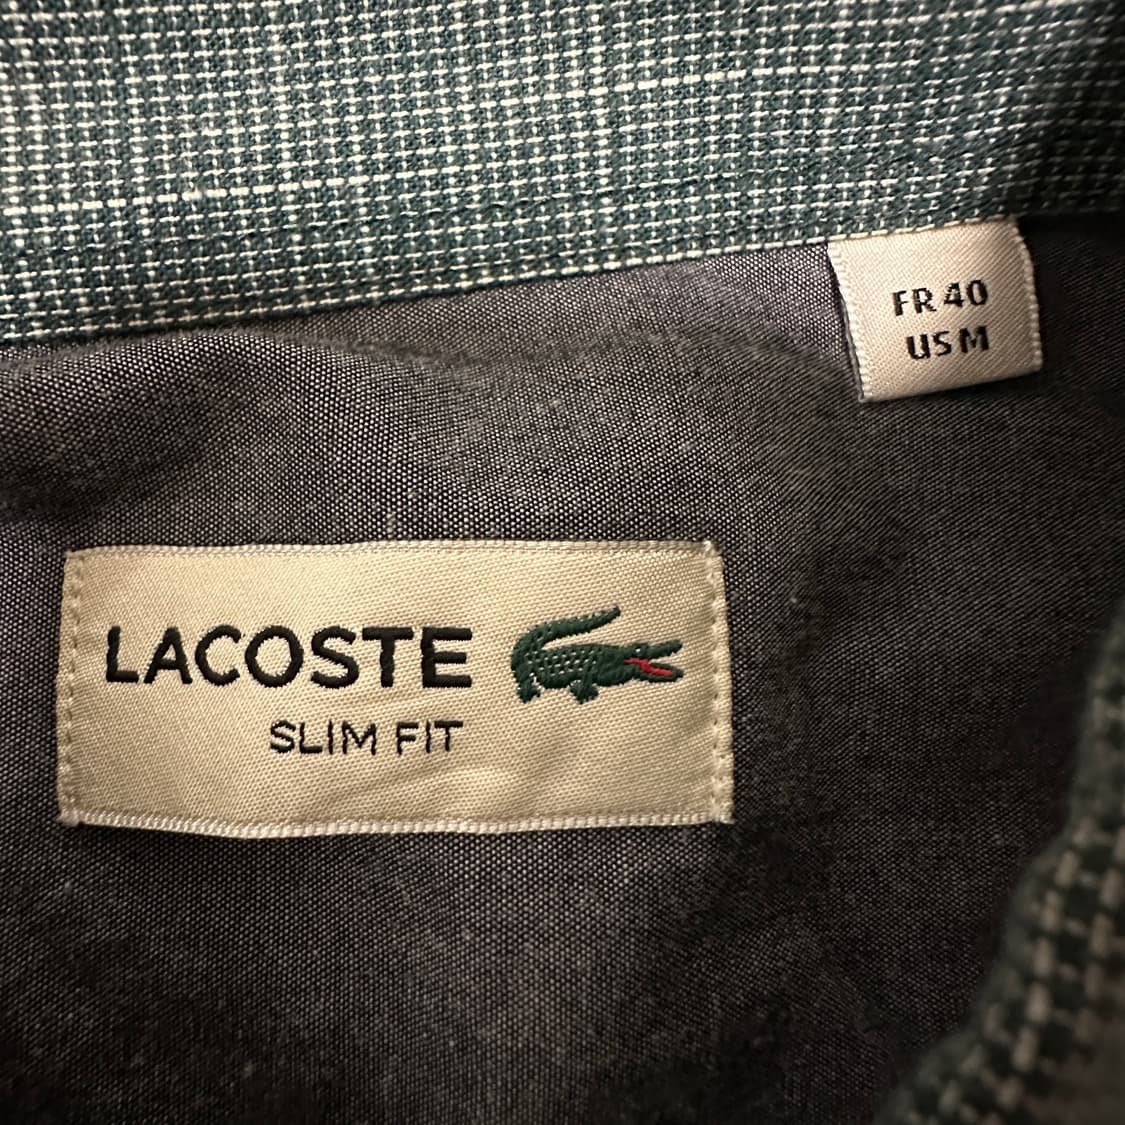 FR 40
US M
LACOSTE
SLIM FIT